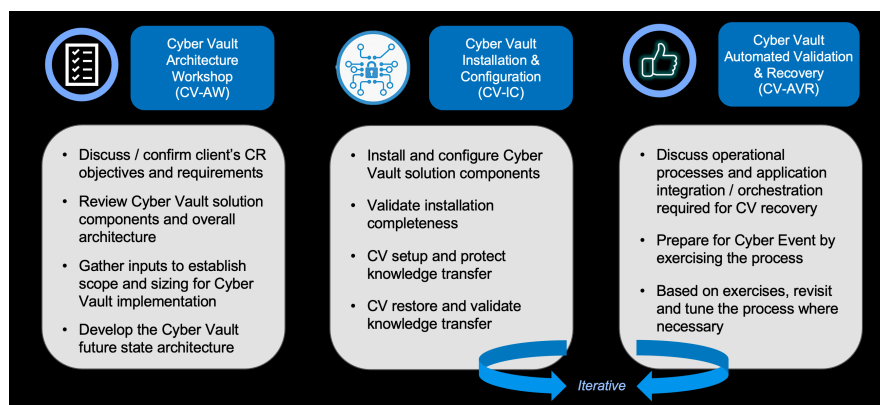 Cyber Vault
Architecture
Workshop
(CV-AW)
• Discuss / confirm client's CR
objectives and requirements
• Review Cyber Vault solution
components and overall
architecture
• Gather inputs to establish
scope and sizing for Cyber
Vault implementation
• Develop the Cyber Vault
future state architecture
Cyber Vault
Installation &
Configuration
(CV-IC)
• Install and configure Cyber
Vault solution components
• Validate installation
completeness
• CV setup and protect
knowledge transfer
• CV restore and validate
knowledge transfer
Cyber Vault
Automated Validation
& Recovery
(CV-AVR)
• Discuss operational
processes and application
integration / orchestration
required for CV recovery
• Prepare for Cyber Event by
exercising the process
• Based on exercises, revisit
and tune the process where
necessary
Iterative